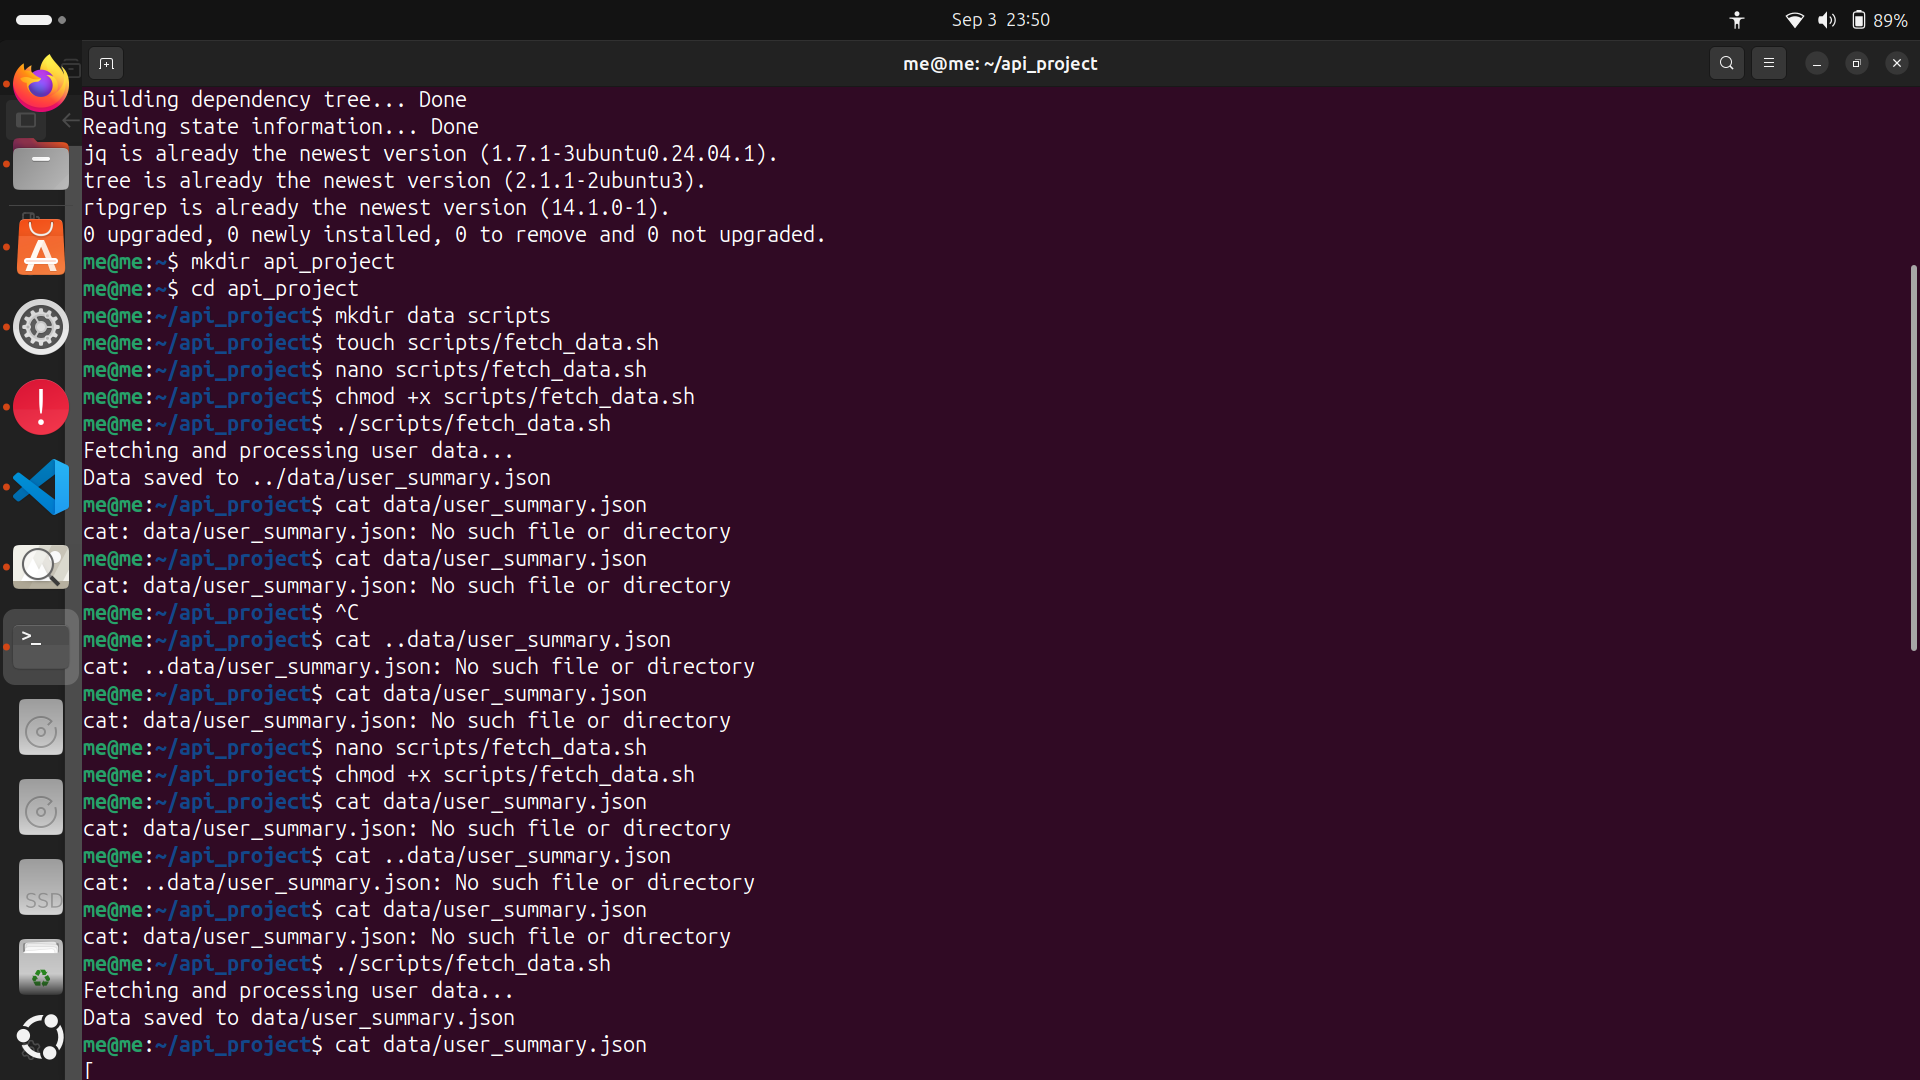 Sep 3 23:50
89%
me@me: ~/api_project
Building dependency tree... Done
Reading state information... Done
jq is already the newest version (1.7.1-3ubuntu0.24.04.1).
tree is already the newest version (2.1.1-2ubuntu3).
ripgrep is already the newest version (14.1.0-1).
0 upgraded, 0 newly installed, 0 to remove and 0 not upgraded.
me@me:~$ mkdir api_project
me@me:~$ cd api_project
me@me:~/api_project$ mkdir data scripts
me@me:~/api_project$ touch scripts/fetch_data.sh
me@me:~/api_project$ nano scripts/fetch_data.sh
me@me:~/api_project$ chmod +x scripts/fetch_data.sh
me@me:~/api_project$ ./scripts/fetch_data.sh
Fetching and processing user data...
Data saved to ../data/user_summary.json
me@me:~/api_project$ cat data/user_summary.json
cat: data/user_summary.json: No such file or directory
me@me:~/api_project$ cat data/user_summary.json
cat: data/user_summary.json: No such file or directory
me@me:~/api_project$ ^C
me@me:~/api_project$ cat ..data/user_summary.json
cat: ..data/user_summary.json: No such file or directory
me@me:~/api_project$ cat data/user_summary.json
cat: data/user_summary.json: No such file or directory
me@me:~/api_project$ nano scripts/fetch_data.sh
me@me:~/api_project$ chmod +x scripts/fetch_data.sh
me@me:~/api_project$ cat data/user_summary.json
cat: data/user_summary.json: No such file or directory
me@me:~/api_project$ cat ..data/user_summary.json
cat: ..data/user_summary.json: No such file or directory
me@me:~/api_project$ cat data/user_summary.json
cat: data/user_summary.json: No such file or directory
me@me:~/api_project$ ./scripts/fetch_data.sh
Fetching and processing user data...
Data saved to data/user_summary.json
me@me:~/api_project$ cat data/user_summary.json
[
SSD